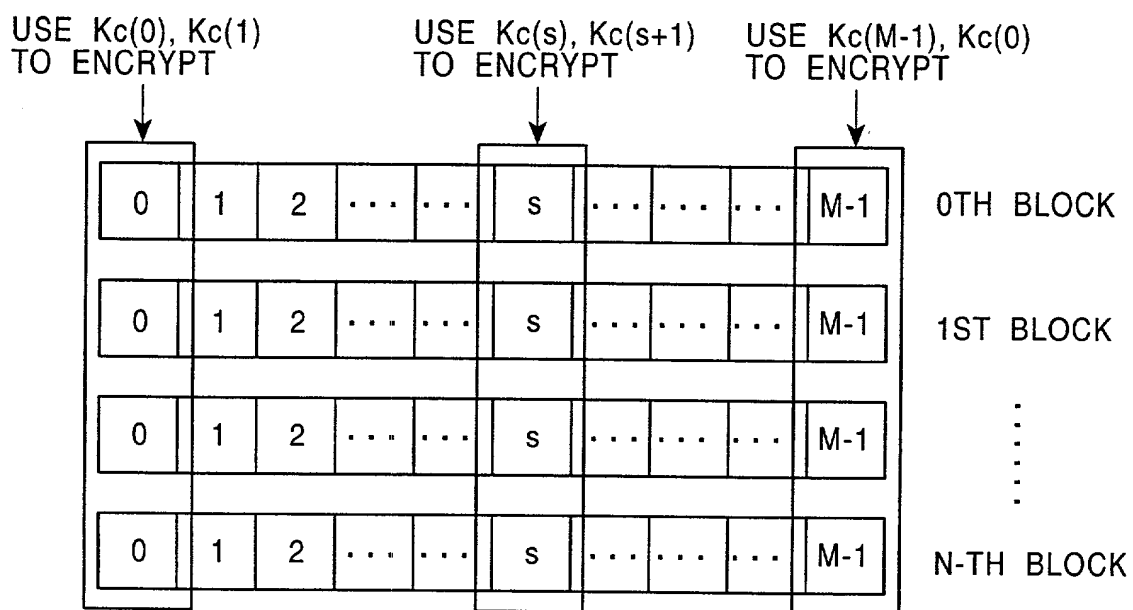 USE Kc(0), Kc(1)
TO ENCRYPT
USE Kc(s), Kc(s+1)
TO ENCRYPT
USE Kc(M-1), Kc(0)
TO ENCRYPT
0 1 2 ... ... s ... ... ... M-1 0TH BLOCK
0 1 2 ... ... s ... ... ... M-1 1ST BLOCK
0 1 2 ... ... s ... ... ... M-1
0 1 2 ... ... s ... ... ... M-1 N-TH BLOCK